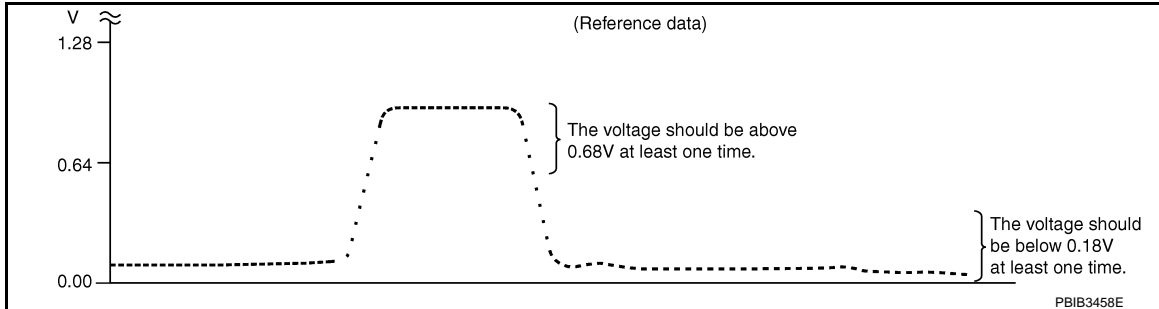 V
(Reference data)
1.28
The voltage should be above
0.68V at least one time.
0.64
The voltage should
be below 0.18V
at least one time.
0.00
PBIB3458E